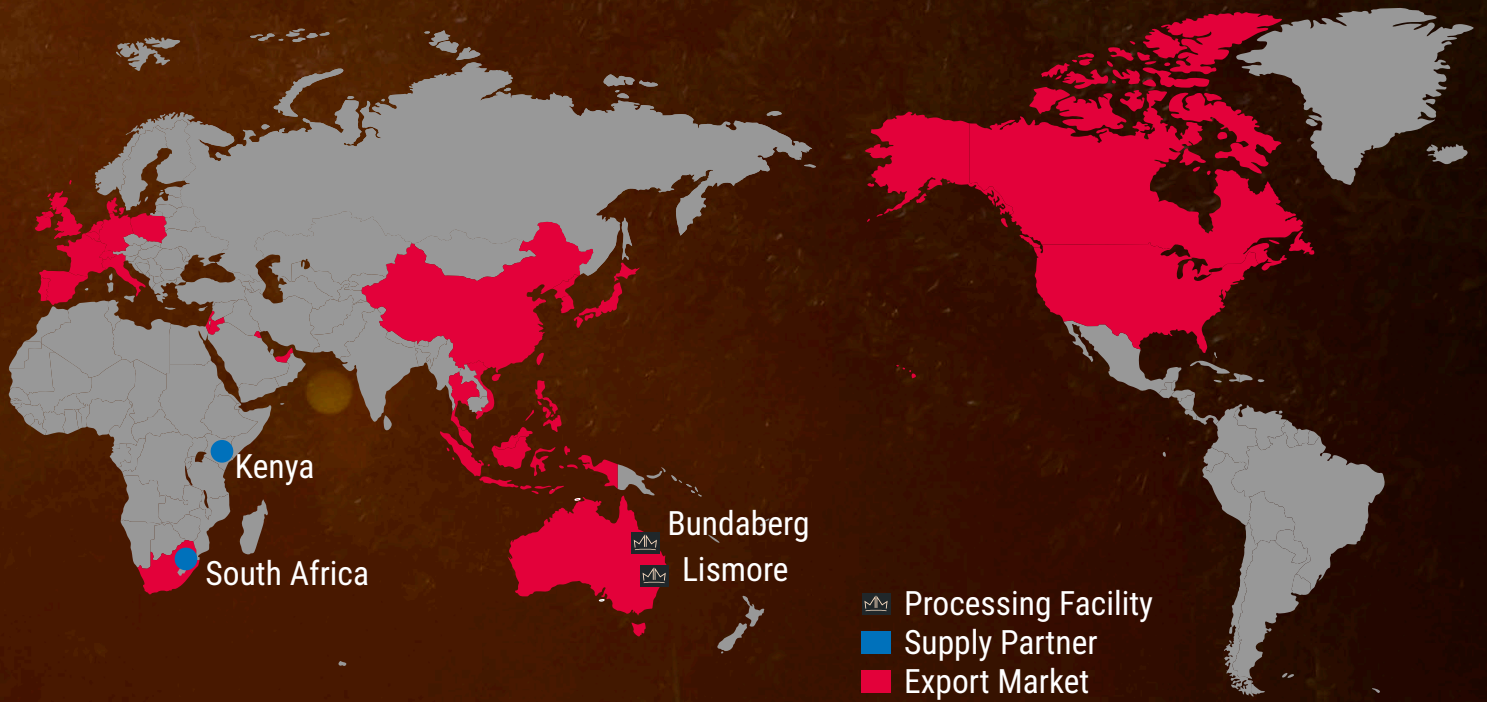 Kenya
South Africa
Bundaberg
Lismore
Processing Facility
Supply Partner
Export Market